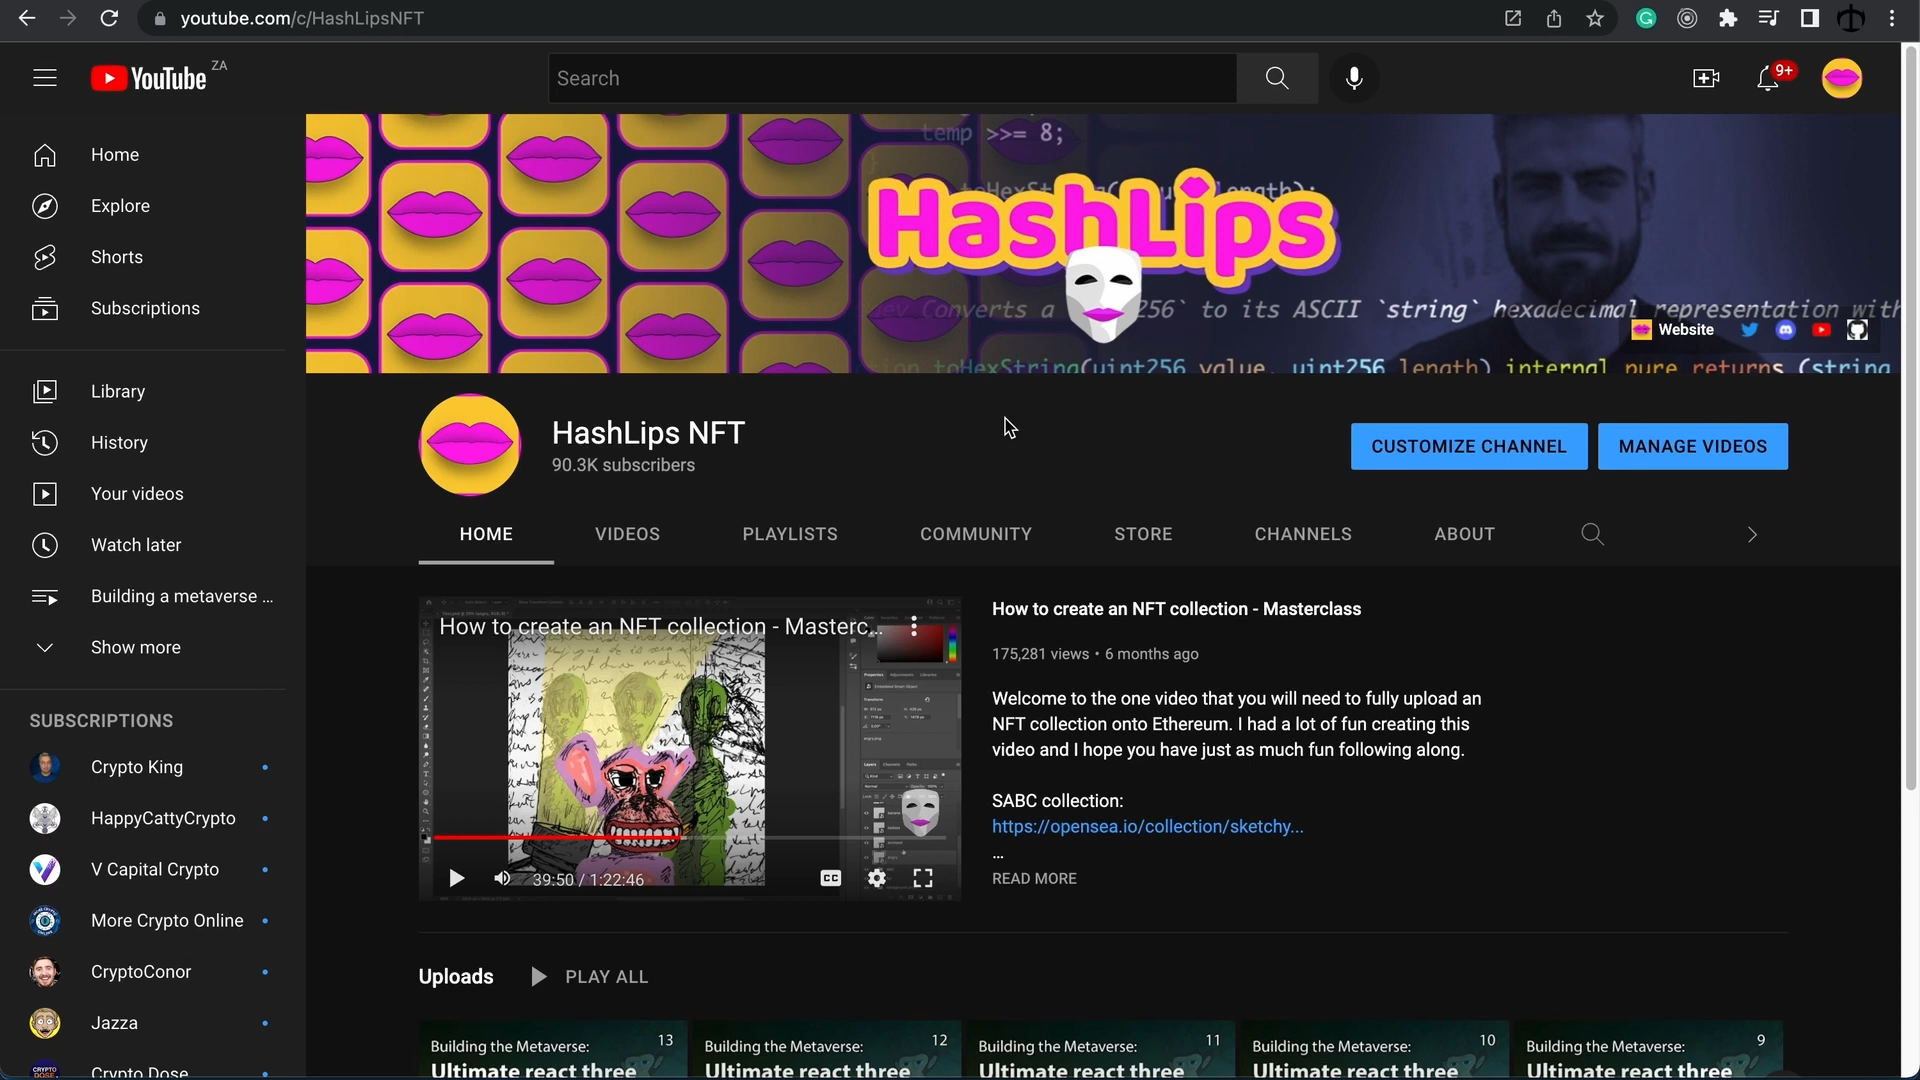 youtube.com/c/HashLipsNFT
YouTube ZA
Search
9+
Home
Explore
Shorts
Subscriptions
Library
History
Your videos
Watch later
Building a metaverse ...
Show more
SUBSCRIPTIONS
Crypto King
HappyCattyCrypto
V Capital Crypto
More Crypto Online
CryptoConor
Jazza
Crypto Dose
temp >>= 8;
HashLips
Converts a
256` to its ASCII `string` hexadecimal representation with
Website
toHexString(uint256 value, uint256 length) internal pure returns (string
HashLips NFT
90.3K subscribers
CUSTOMIZE CHANNEL
MANAGE VIDEOS
HOME
VIDEOS
PLAYLISTS
COMMUNITY
STORE
CHANNELS
ABOUT
How to create an NFT collection - Masterc...
39:50 / 1:22:46
CC
How to create an NFT collection - Masterclass
175,281 views • 6 months ago
Welcome to the one video that you will need to fully upload an
NFT collection onto Ethereum. I had a lot of fun creating this
video and I hope you have just as much fun following along.
SABC collection:
https://opensea.io/collection/sketchy...
...
READ MORE
Uploads
PLAY ALL
Building the Metaverse: 13
Ultimate react three
Building the Metaverse: 12
Ultimate react three
Building the Metaverse: 11
Ultimate react three
Building the Metaverse: 10
Ultimate react three
Building the Metaverse: 9
Ultimate react three